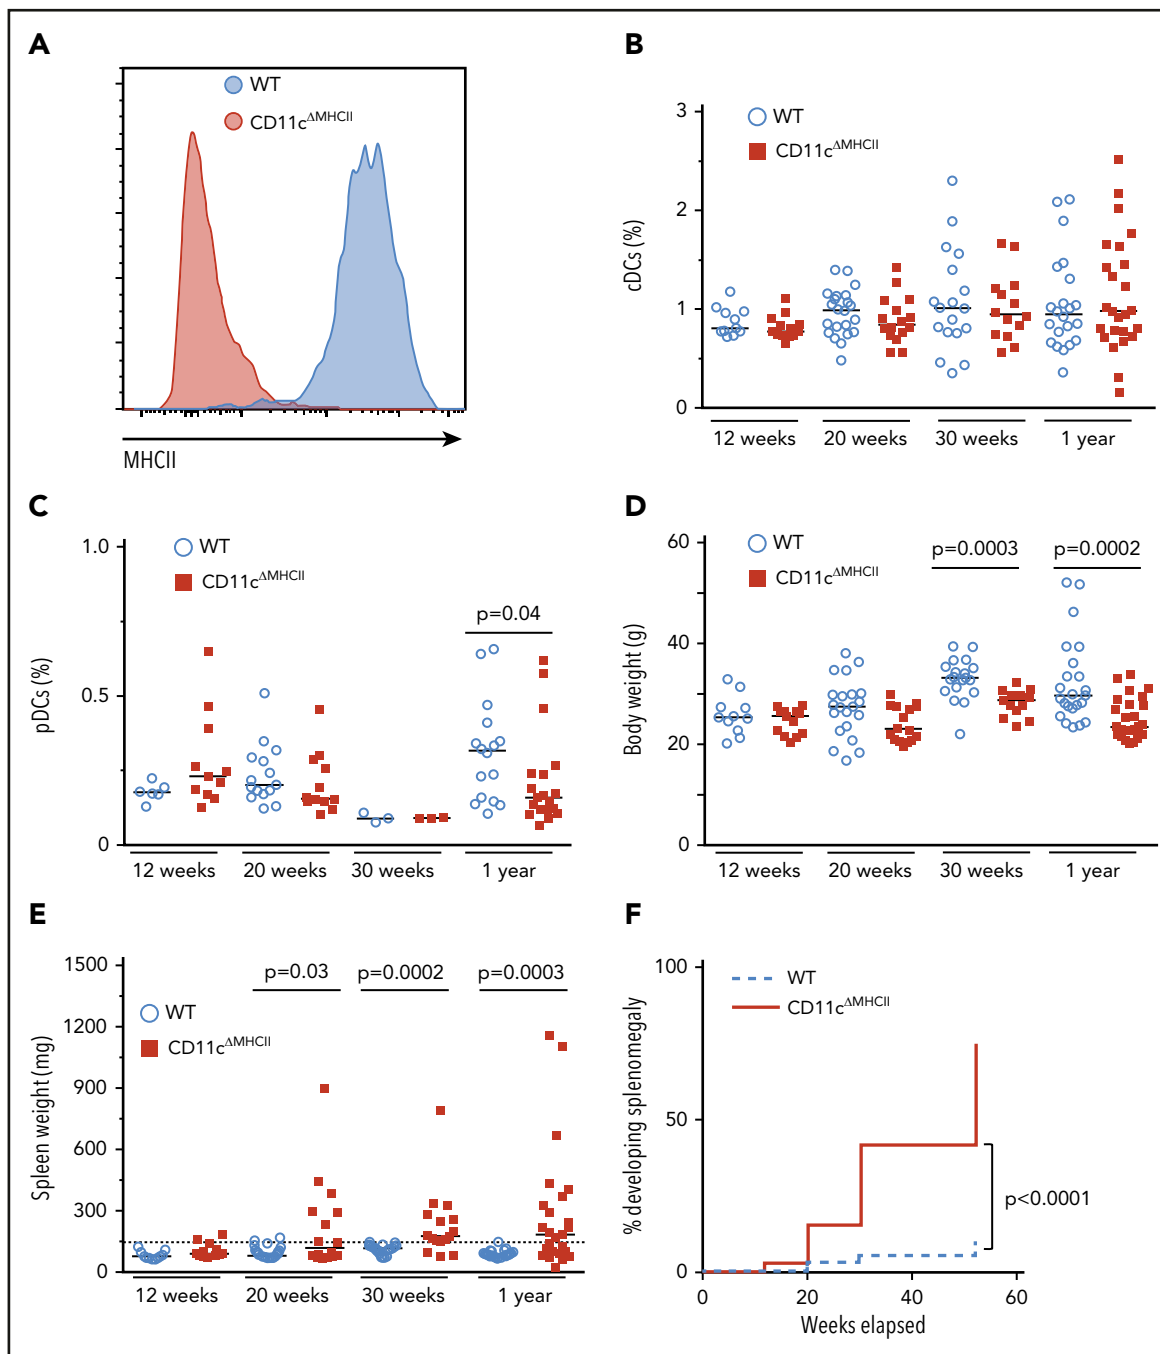 A
WT
CD11cΔMHCII
MHCII
B
3
2
1
0
cDCs (%)
WT
CD11cΔMHCII
12 weeks
20 weeks
30 weeks
1 year
C
1.0
0.5
0
pDCs (%)
WT
CD11cΔMHCII
p=0.04
12 weeks
20 weeks
30 weeks
1 year
D
60
40
20
0
Body weight (g)
WT
CD11cΔMHCII
p=0.0003
p=0.0002
12 weeks
20 weeks
30 weeks
1 year
E
1500
1200
900
600
300
0
Spleen weight (mg)
WT
CD11cΔMHCII
p=0.03
p=0.0002
p=0.0003
12 weeks
20 weeks
30 weeks
1 year
F
100
50
0
% developing splenomegaly
WT
CD11cΔMHCII
p<0.0001
0
20
40
60
Weeks elapsed